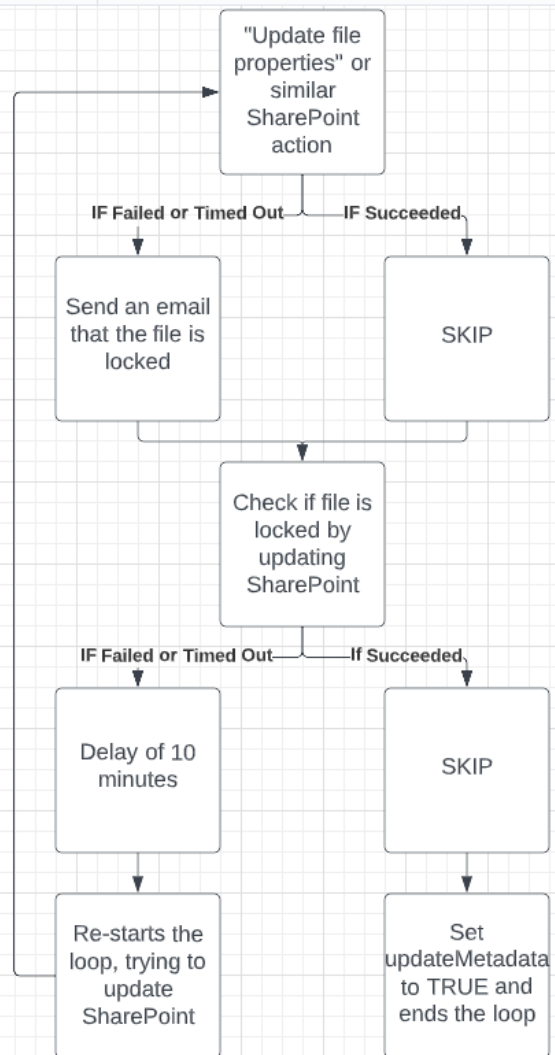 "Update file
properties" or
similar
SharePoint
action
IF Failed or Timed Out
IF Succeeded
Send an email
that the file is
locked
SKIP
Check if file is
locked by
updating
SharePoint
IF Failed or Timed Out
If Succeeded
Delay of 10
minutes
SKIP
Re-starts the
loop, trying to
update
SharePoint
Set
updateMetadata
to TRUE and
ends the loop